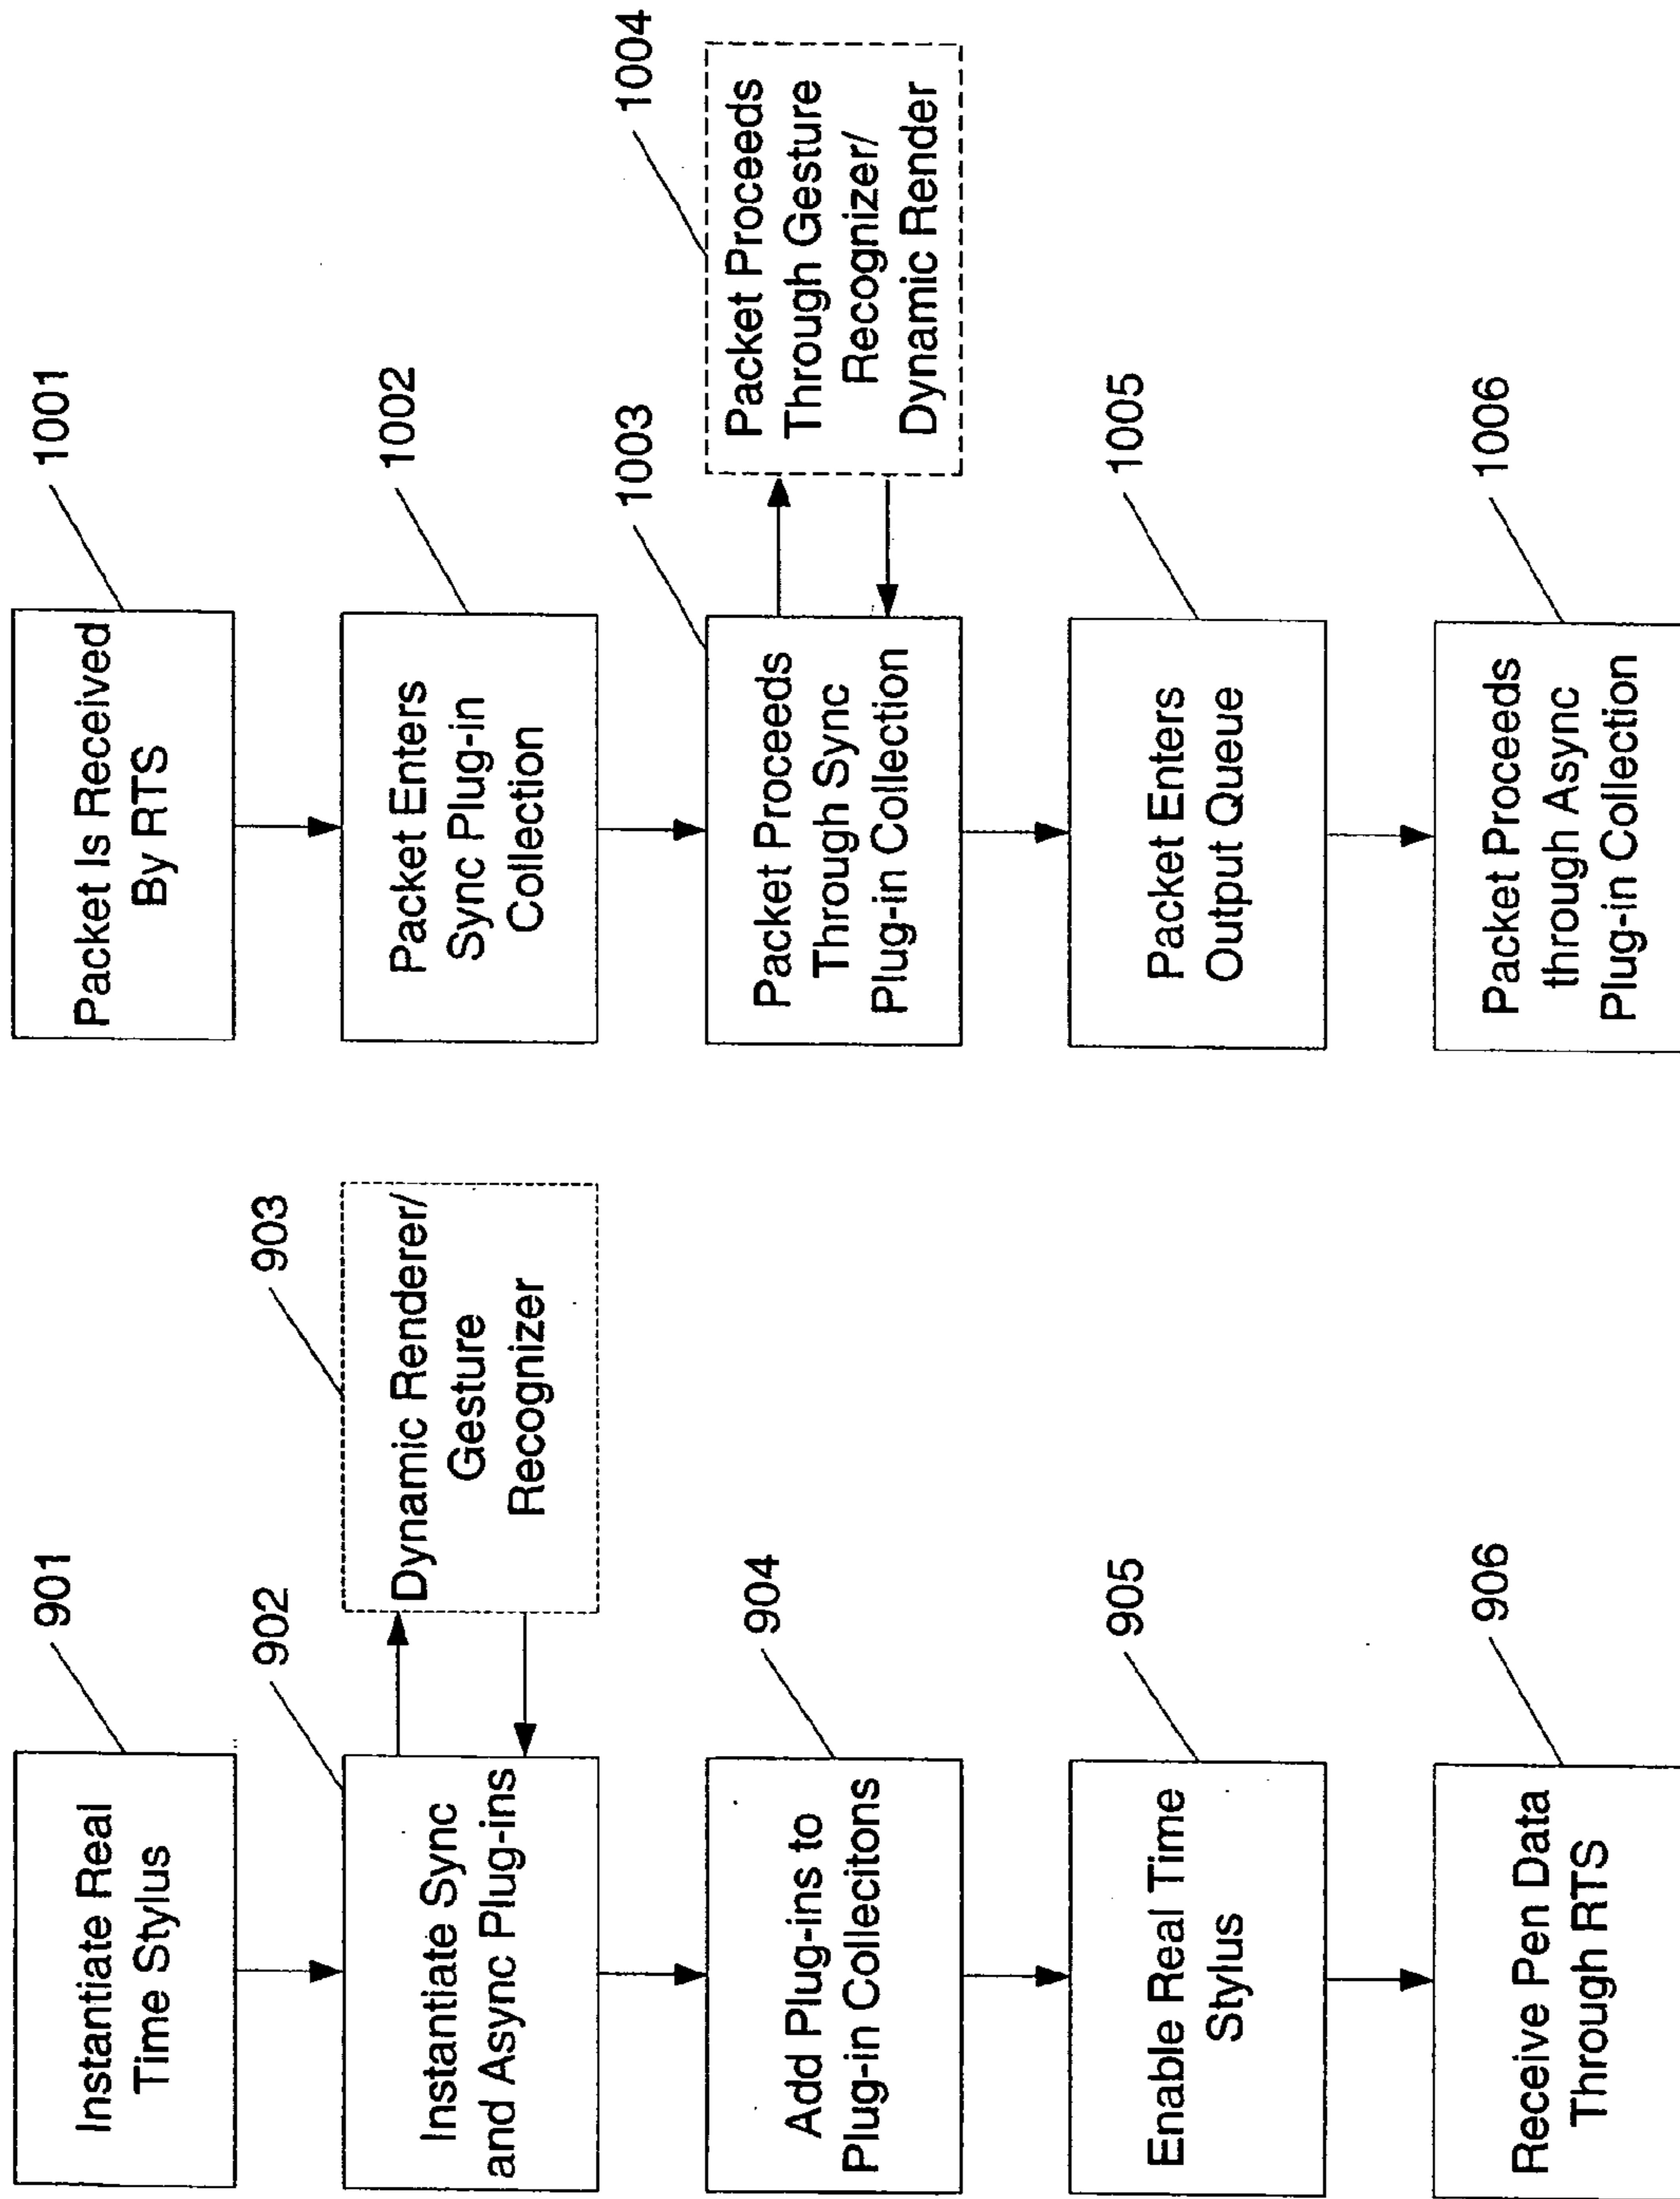 901
Instantiate Real
Time Stylus
902
Instantiate Sync
and Async Plug-ins
903
Dynamic Renderer/
Gesture
Recognizer
904
Add Plug-ins to
Plug-in Collecitons
905
Enable Real Time
Stylus
906
Receive Pen Data
Through RTS
1001
Packet Is Received
By RTS
1002
Packet Enters
Sync Plug-in
Collection
1003
Packet Proceeds
Through Sync
Plug-in Collection
1004
Packet Proceeds
Through Gesture
Recognizer/
Dynamic Render
1005
Packet Enters
Output Queue
1006
Packet Proceeds
through Async
Plug-in Collection